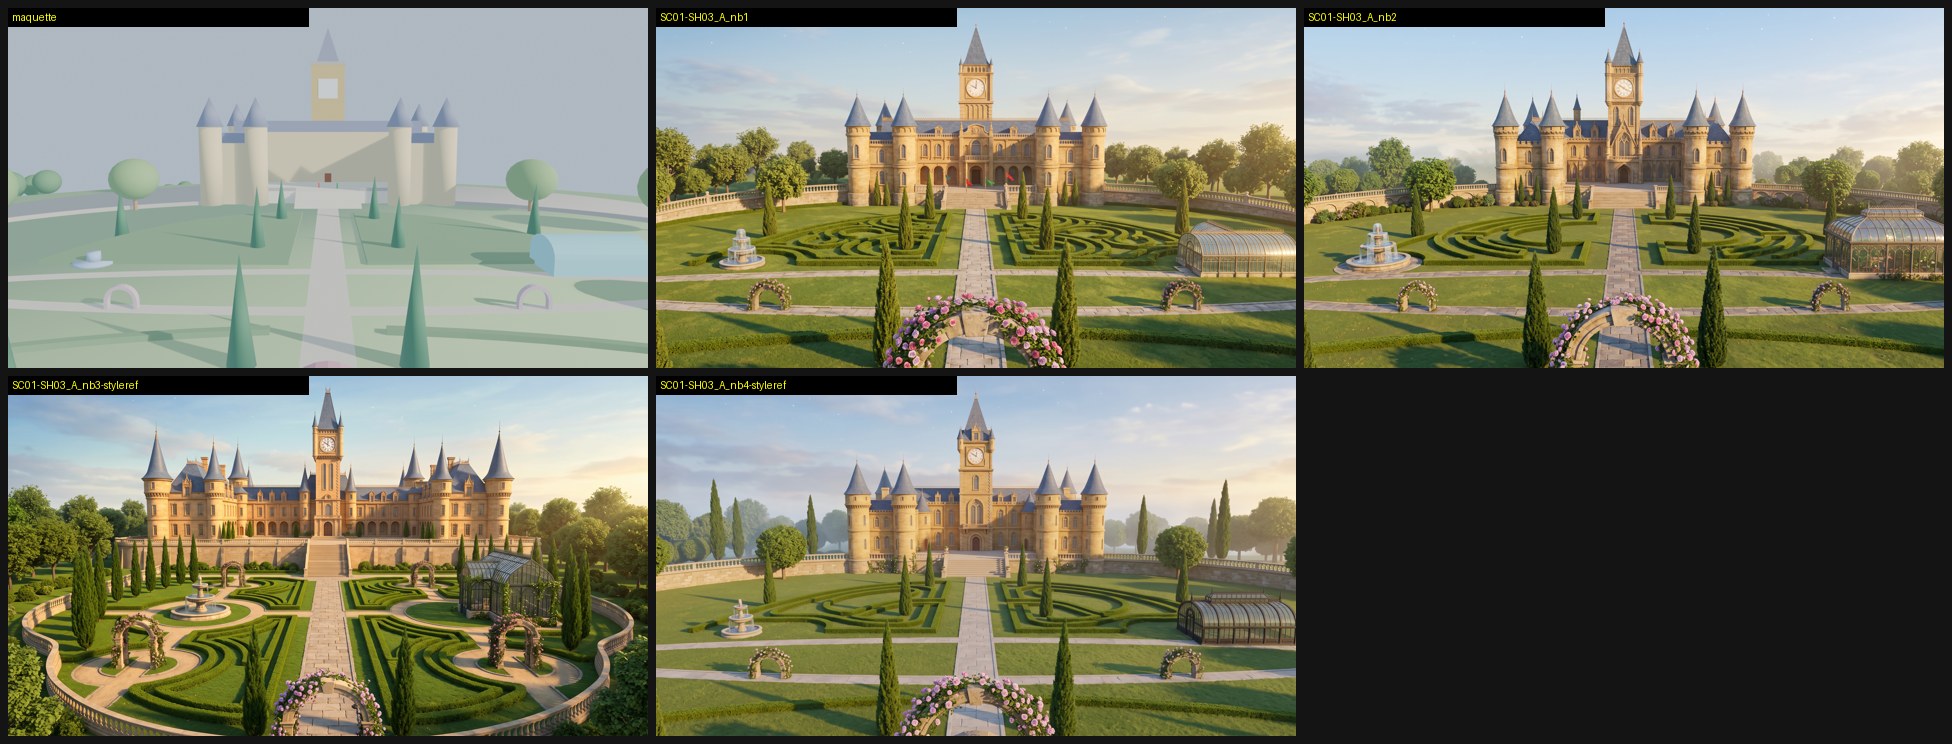 maquette
SC01-SH03_A_nb1
SC01-SH03_A_nb2
SC01-SH03_A_nb3-styleref
SC01-SH03_A_nb4-styleref